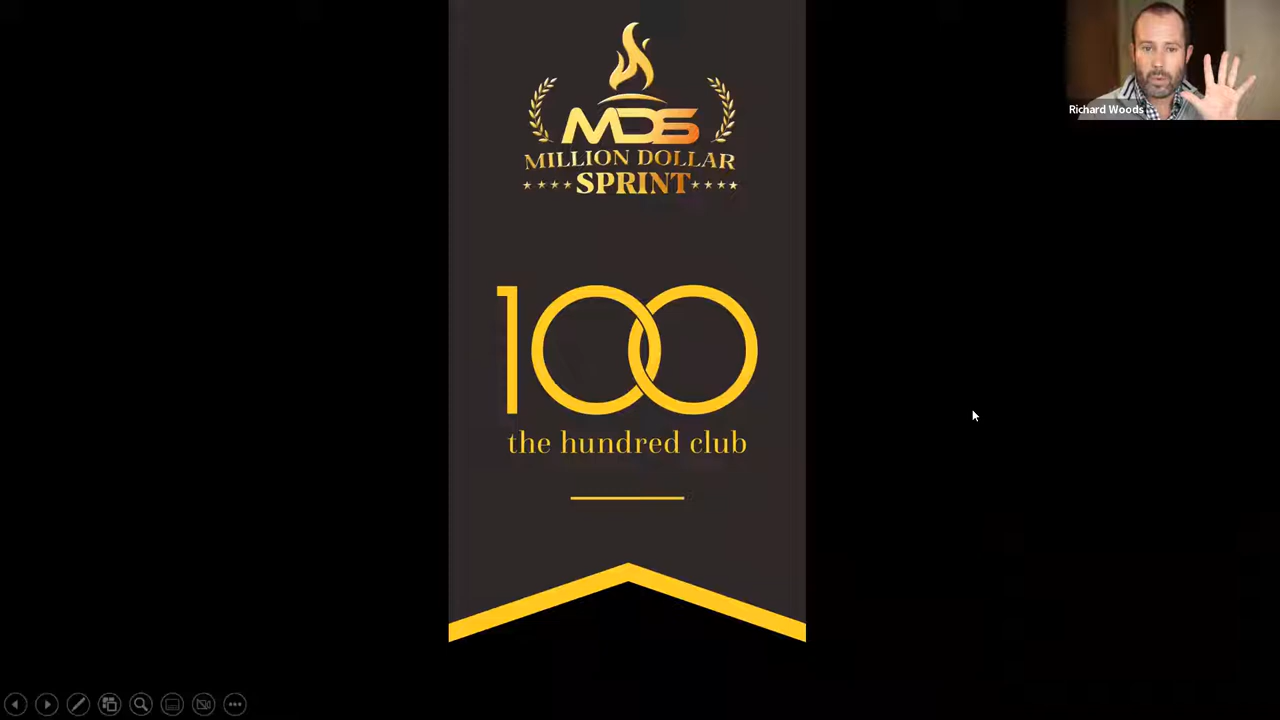 MDS
MILLION DOLLAR
SPRINT
Richard Woods
100
the hundred club